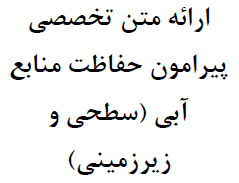 ارائه متن تخصصی
پیرامون حفاظت منابع
آبی (سطحی و
زیرزمینی)